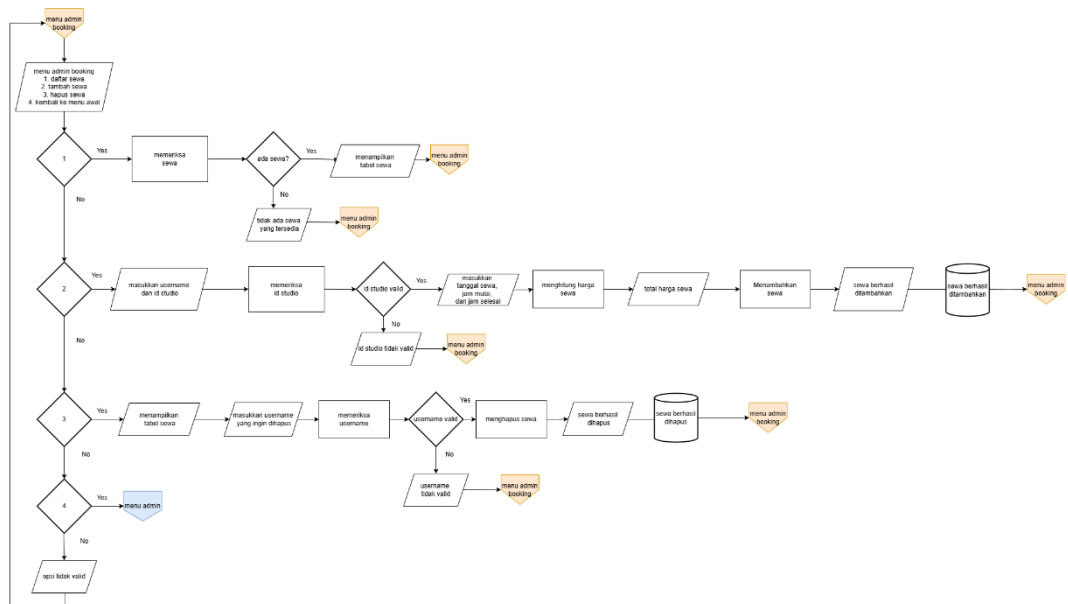 menu admin
booking
menu admin booking
1. daftar sewa
2. tambah sewa
3. hapus sewa
4. kembali ke menu awal
1
Yes
memeriksa
sewa
ada sewa?
Yes
menampilkan
tabel sewa
menu admin
booking
No
No
tidak ada sewa
yang tersedia
menu admin
booking
2
Yes
masukkan username
dan id studio
memeriksa
id studio
id studio valid
Yes
masukkan
tanggal sewa,
jam mulai,
dan jam selesai
menghitung harga
sewa
total harga sewa
Menambahkan
sewa
sewa berhasil
ditambahkan
sewa berhasil
ditambahkan
menu admin
booking
No
No
id studio tidak valid
menu admin
booking
3
Yes
menampilkan
tabel sewa
masukkan username
yang ingin dihapus
memeriksa
username
username valid
Yes
menghapus sewa
sewa berhasil
dihapus
sewa berhasil
dihapus
menu admin
booking
No
No
username
tidak valid
menu admin
booking
4
Yes
menu admin
No
opsi tidak valid